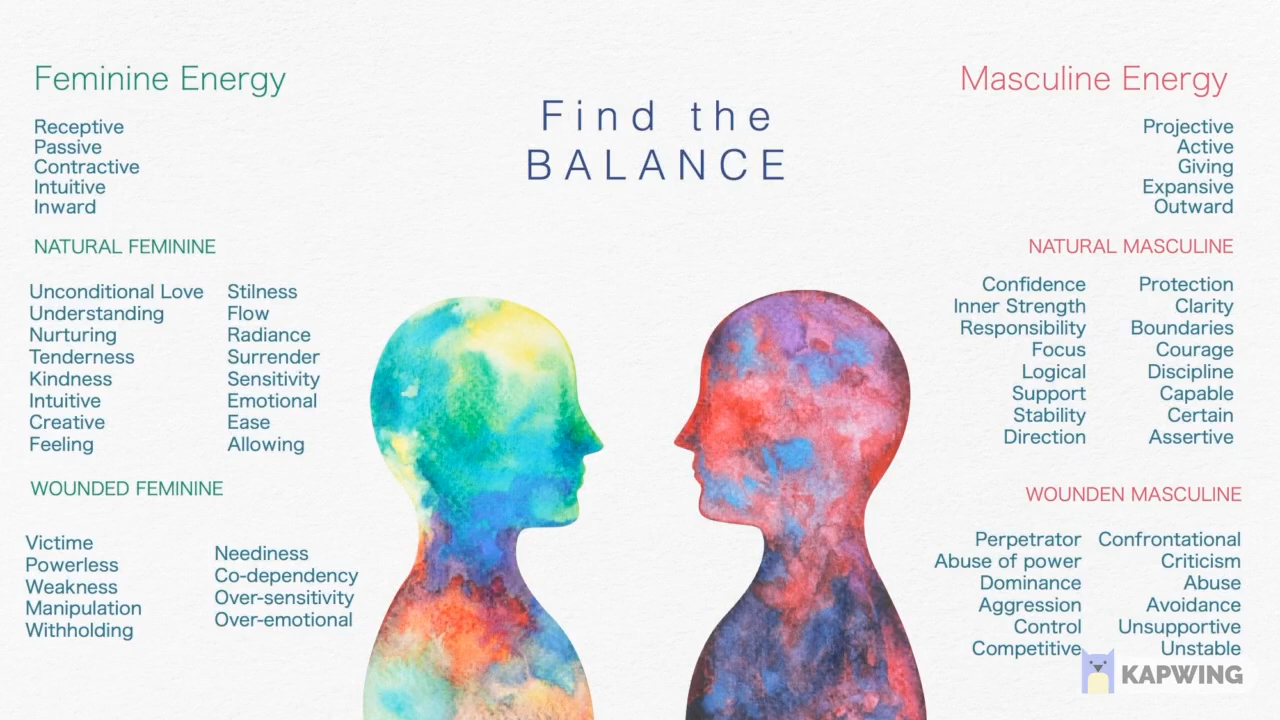 Feminine Energy
Receptive
Passive
Contractive
Intuitive
Inward
NATURAL FEMININE
Unconditional Love
Understanding
Nurturing
Tenderness
Kindness
Intuitive
Creative
Feeling
Stilness
Flow
Radiance
Surrender
Sensitivity
Emotional
Ease
Allowing
WOUNDED FEMININE
Victime
Powerless
Weakness
Manipulation
Withholding
Neediness
Co-dependency
Over-sensitivity
Over-emotional
Find the
BALANCE
Masculine Energy
Projective
Active
Giving
Expansive
Outward
NATURAL MASCULINE
Confidence
Inner Strength
Responsibility
Focus
Logical
Support
Stability
Direction
Protection
Clarity
Boundaries
Courage
Discipline
Capable
Certain
Assertive
WOUNDEN MASCULINE
Perpetrator
Abuse of power
Dominance
Aggression
Control
Competitive
Confrontational
Criticism
Abuse
Avoidance
Unsupportive
Unstable
KAPWING